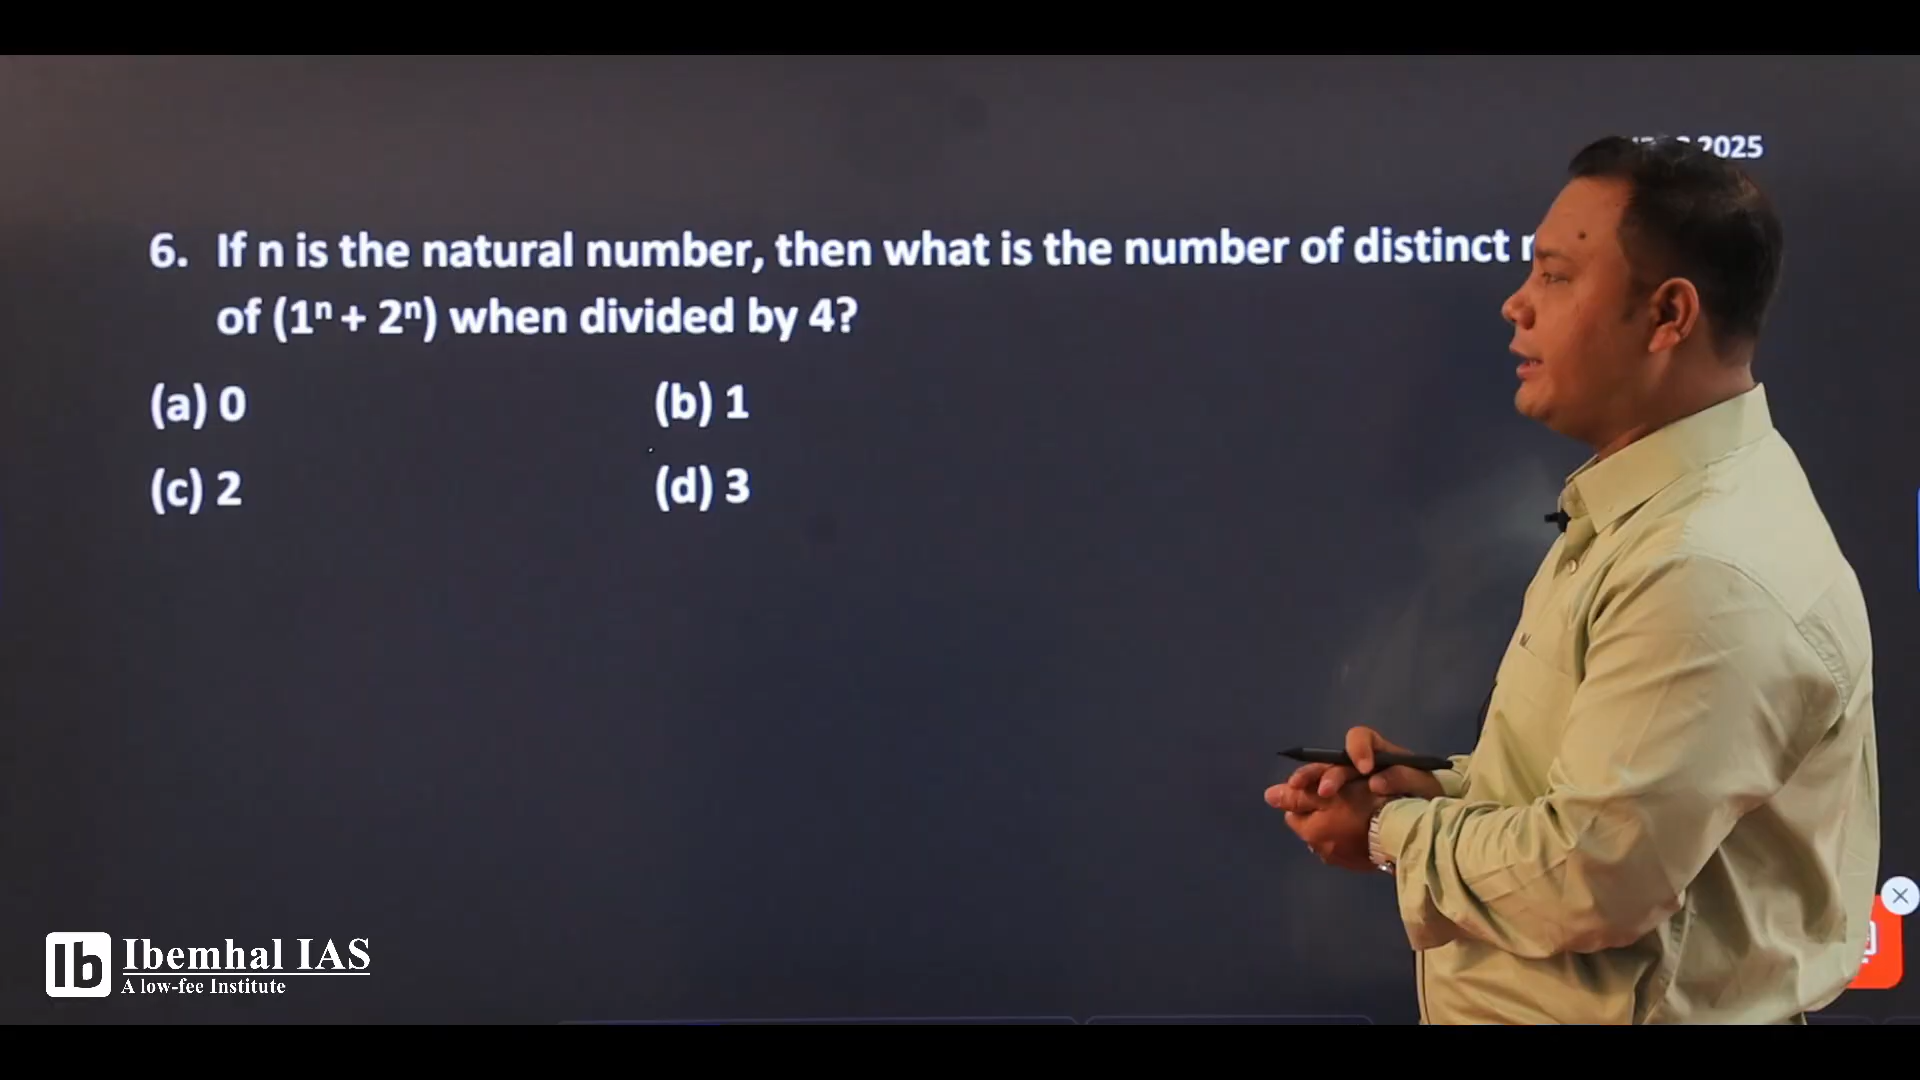 2025
6. If n is the natural number, then what is the number of distinct
of (1ⁿ + 2ⁿ) when divided by 4?
(a) 0 (b) 1
(c) 2 (d) 3
Ib Ibemhal IAS
A low-fee Institute